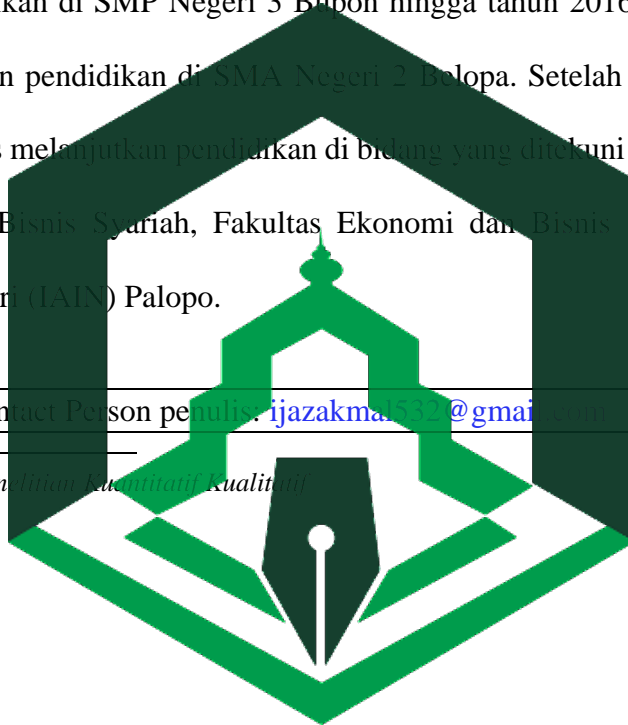 ikan di SMP Negeri 3 Bupon hingga tahun 2016
n pendidikan di SMA Negeri 2 Belopa. Setelah
s melanjutkan pendidikan di bidang yang ditekuni
Bisnis Syariah, Fakultas Ekonomi dan Bisnis
ri (IAIN) Palopo.
ntact Person penulis: ijazakmal532@gmail.com
nelitian Kuantitatif Kualitatif